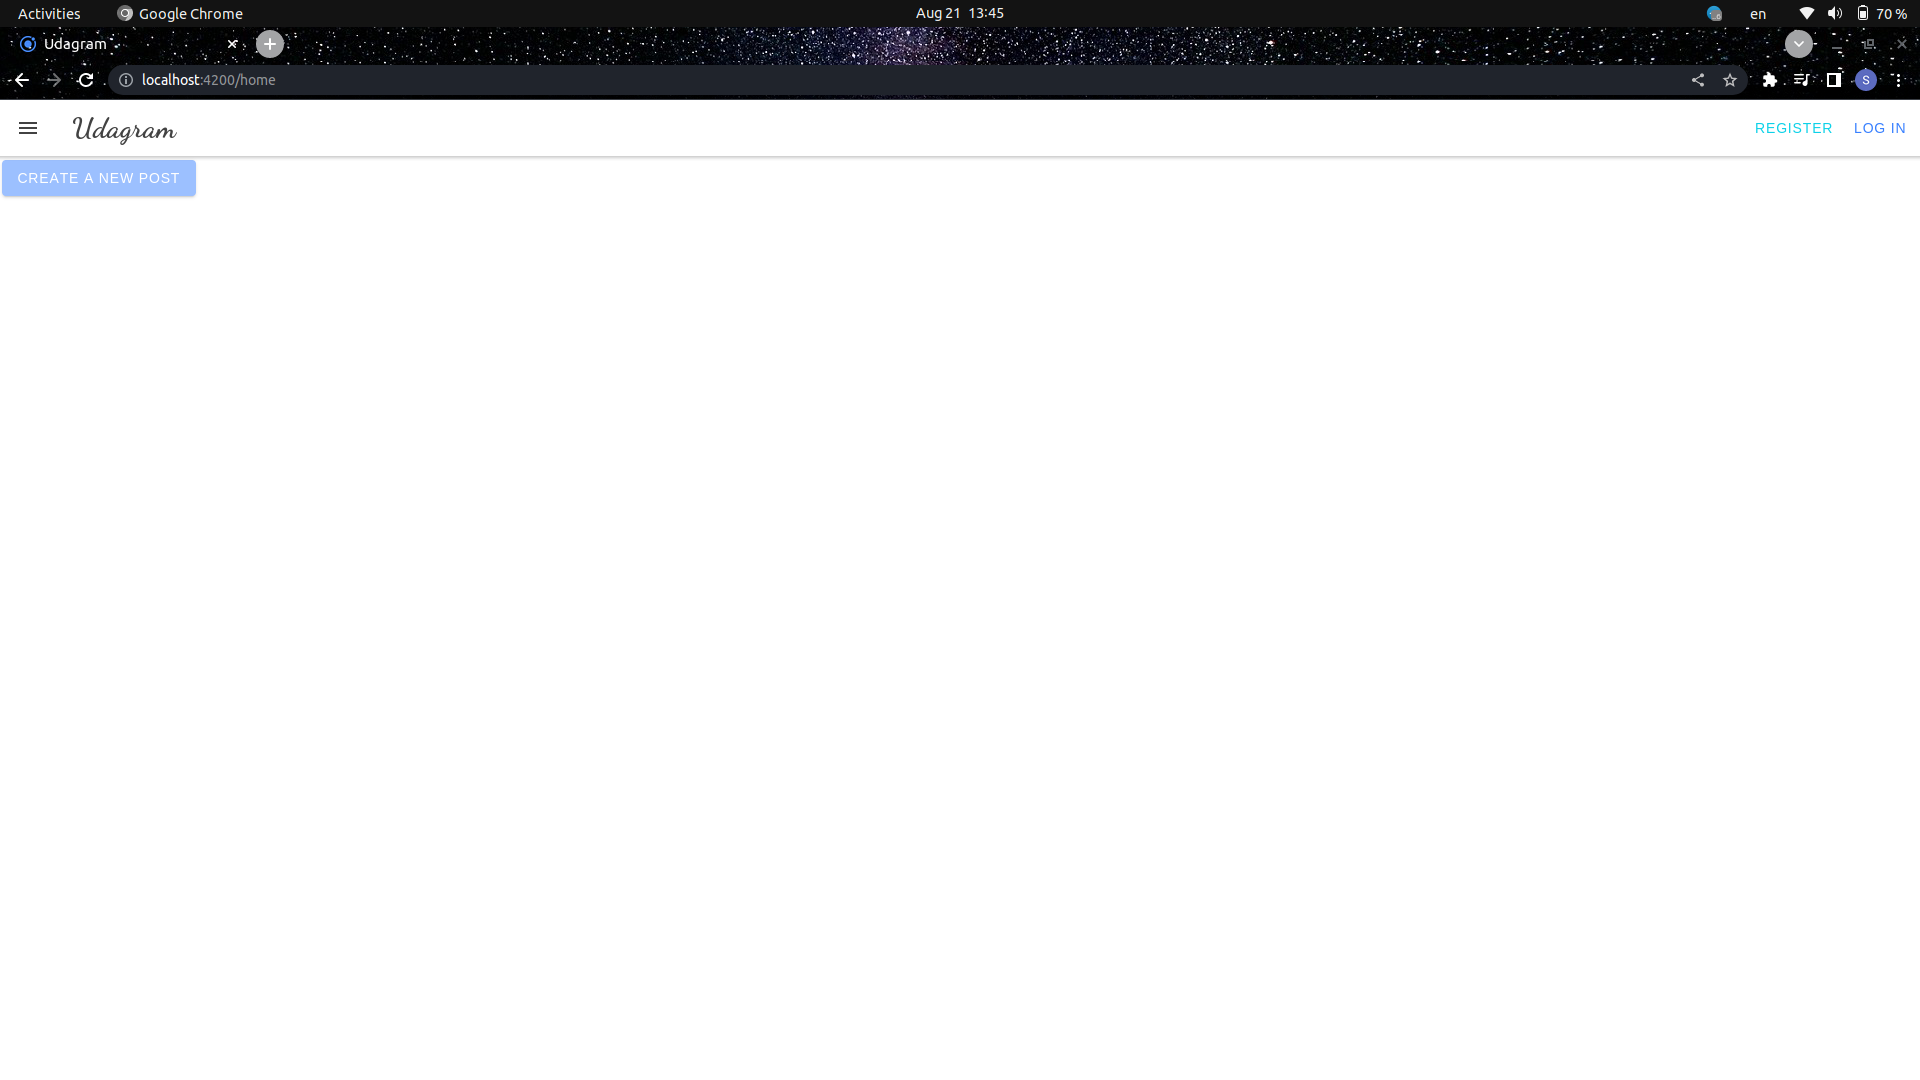 Activities Google Chrome Aug 21 13:45 en 70 %
Udagram
localhost:4200/home S
Udagram REGISTER LOG IN
CREATE A NEW POST